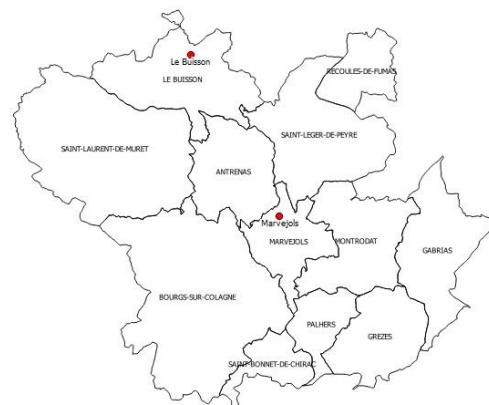 Le Buisson
LE BUISSON
RECOULES-DE-FUMAS
SAINT-LEGER-DE-PEYRE
SAINT-LAURENT-DE-MURET
ANTRENAS
Marvejols
MARVEJOLS
MONTRODAT
GABRIAS
BOURGS-SUR-COLAGNE
PALHERS
GREZES
SAINT-BONNET-DE-CHIRAC